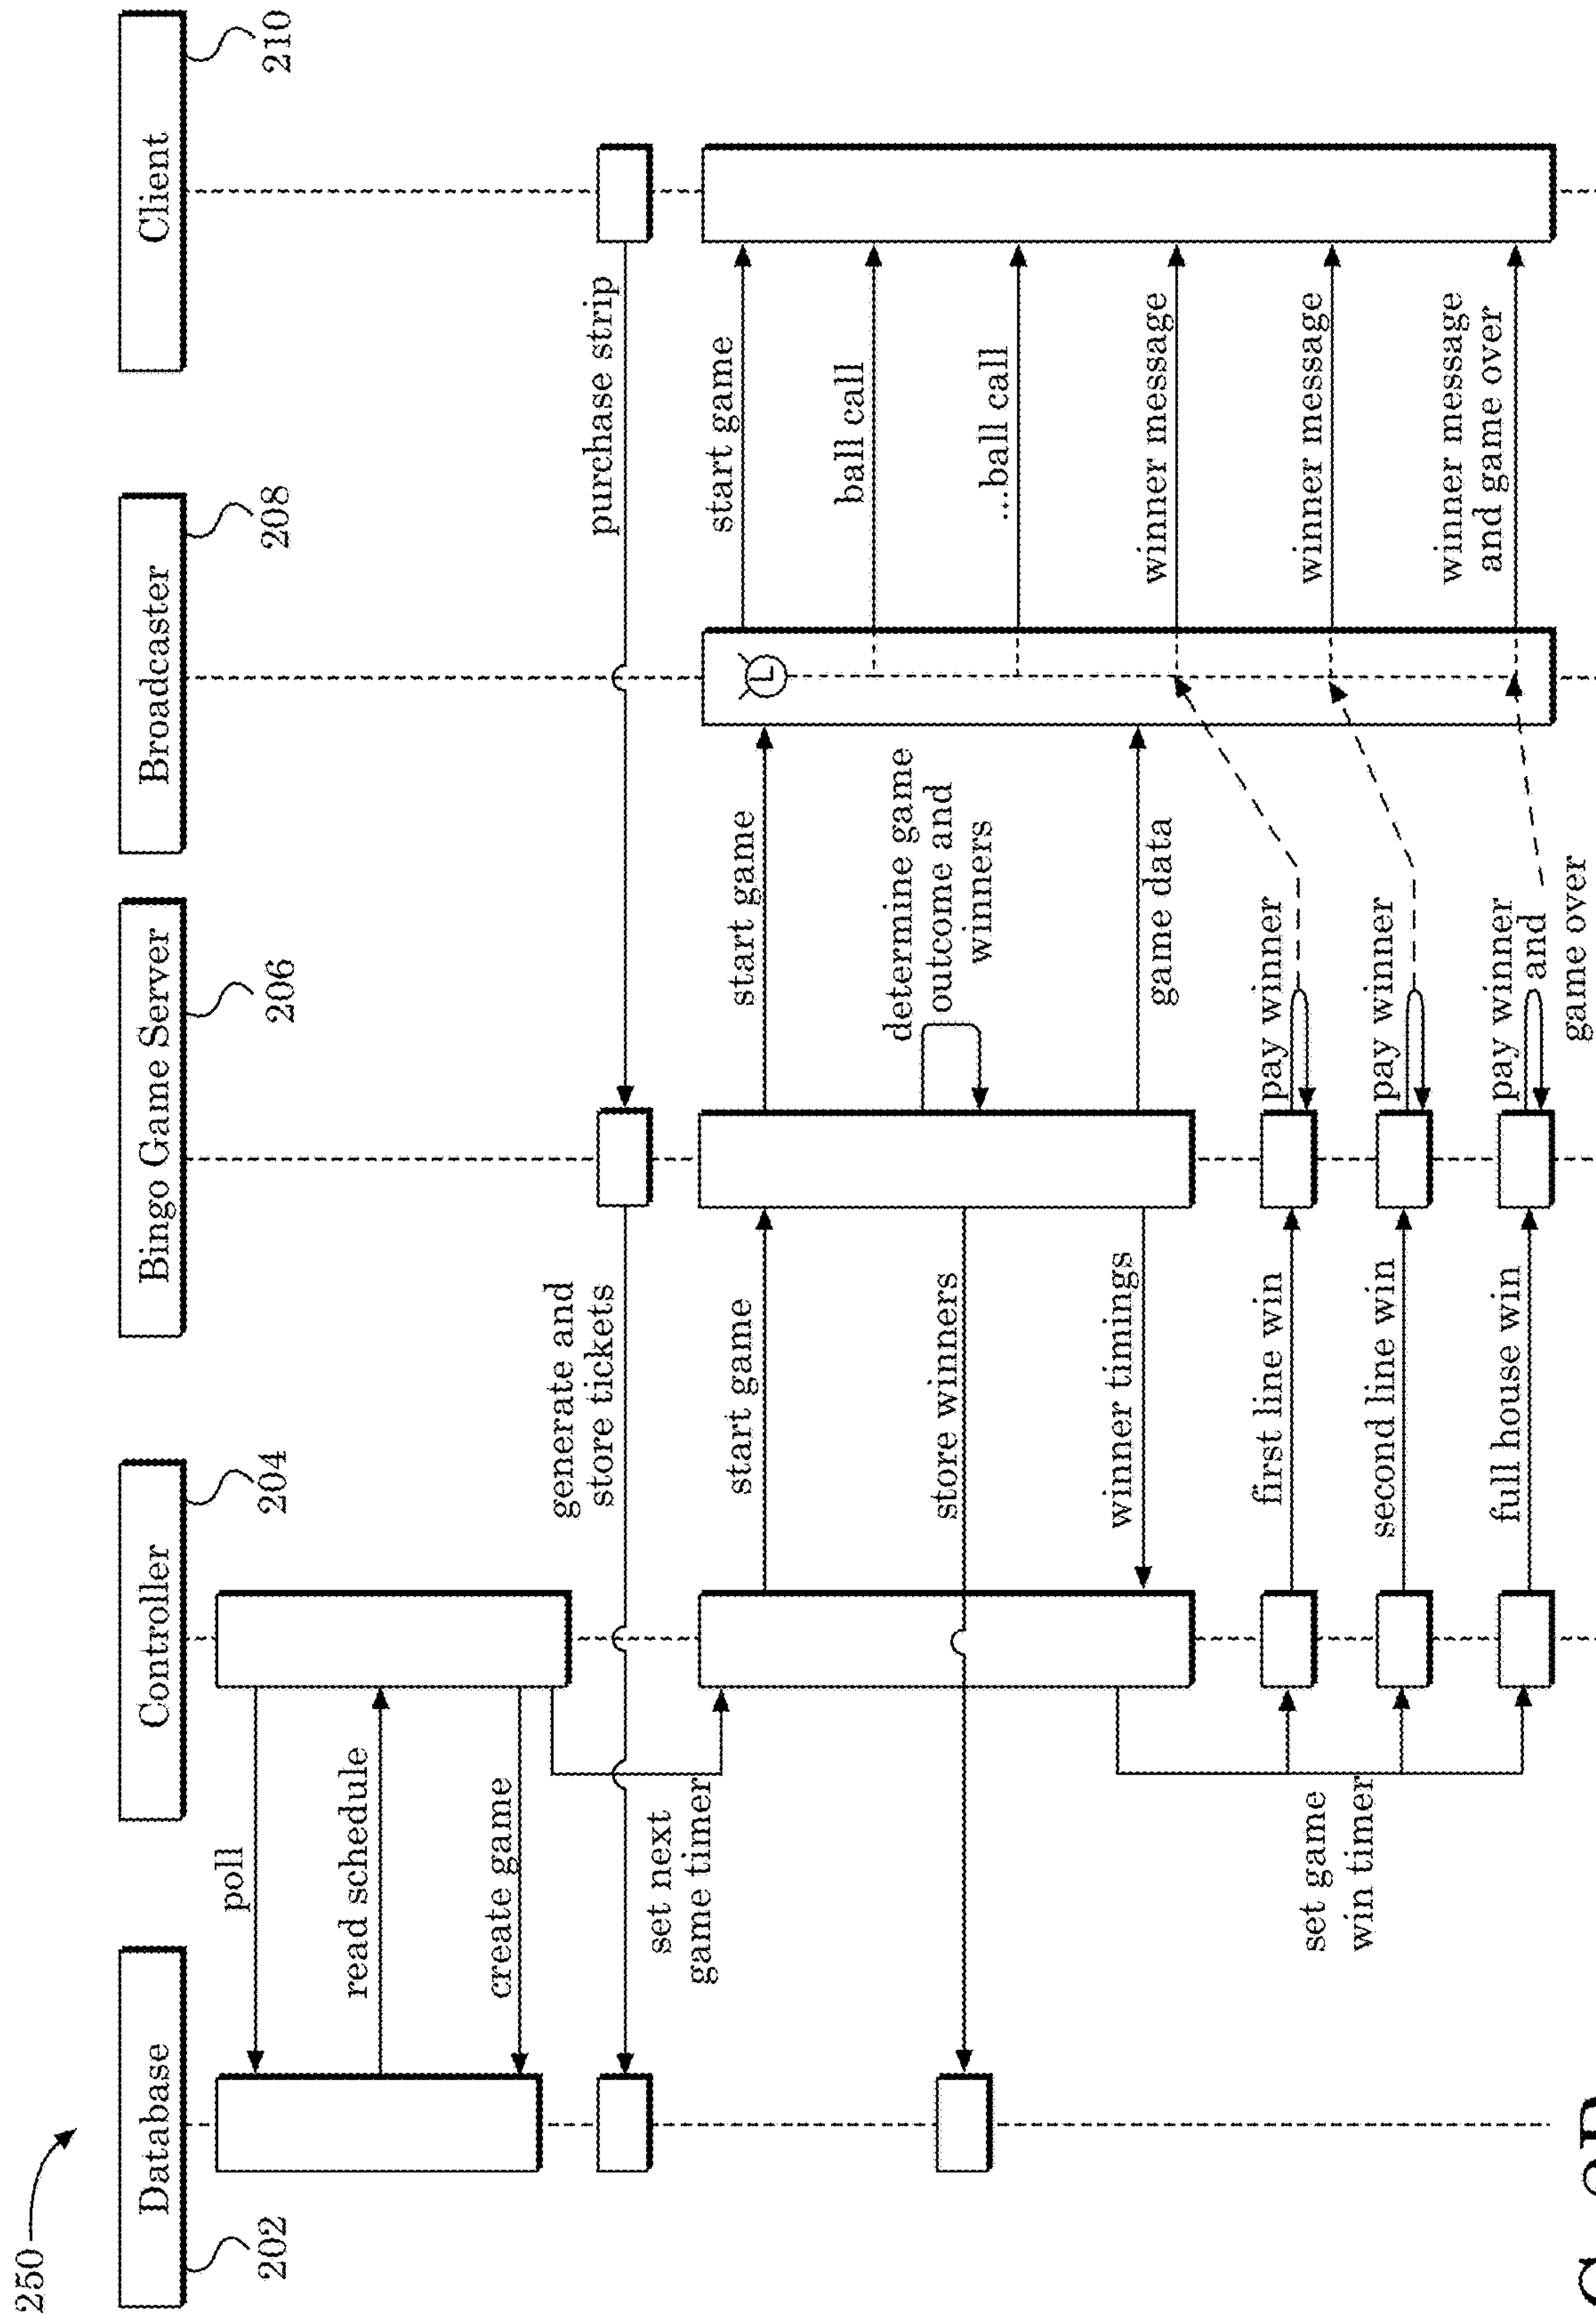 250
Database
202
Controller
204
Bingo Game Server
206
Broadcaster
208
Client
210
poll
read schedule
create game
purchase strip
generate and
store tickets
set next
game timer
start game
start game
start game
ball call
determine game
outcome and
winners
store winners
...ball call
game data
winner timings
winner message
first line win
pay winner
set game
win timer
winner message
second line win
pay winner
winner message
and game over
full house win
pay winner
and
game over